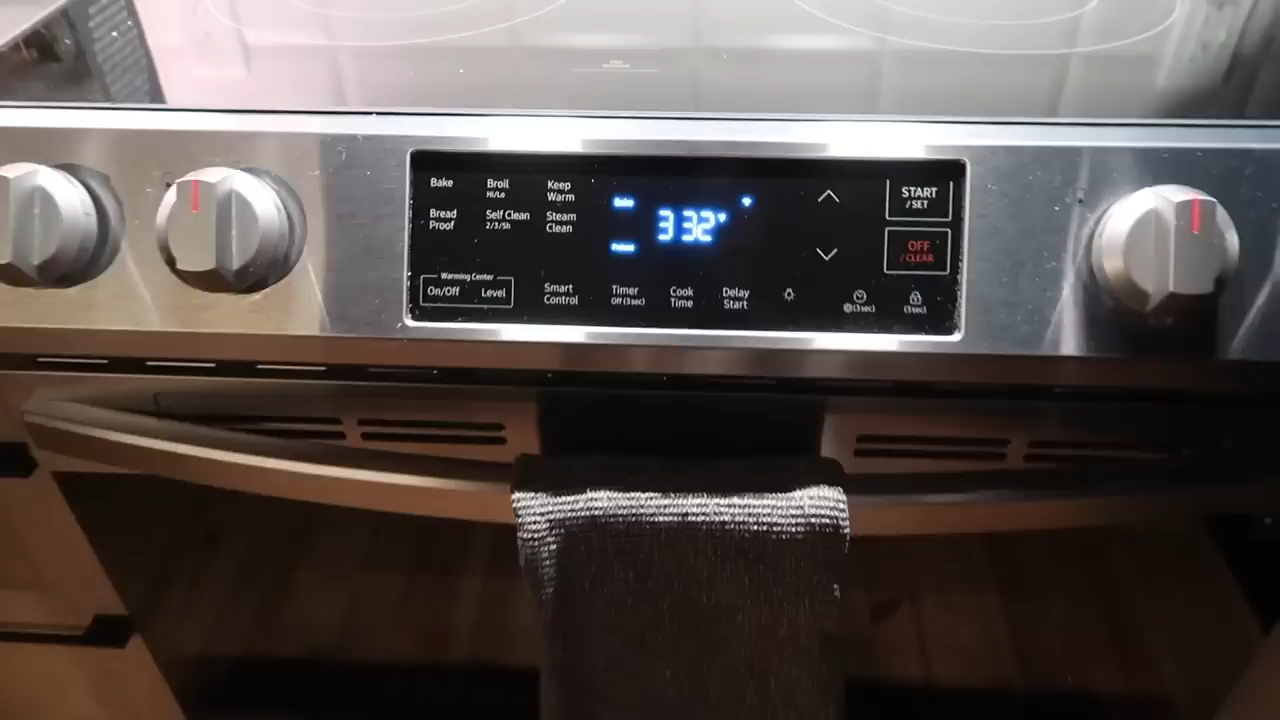 Bake
Broil
Hi/Lo
Keep
Warm
Bread
Proof
Self Clean
2/3/5h
Steam
Clean
Bake
332°
Preheat
START
/SET
OFF
/CLEAR
Warming Center
On/Off
Level
Smart
Control
Timer
Off (3 sec)
Cook
Time
Delay
Start
(3 sec)
(3 sec)